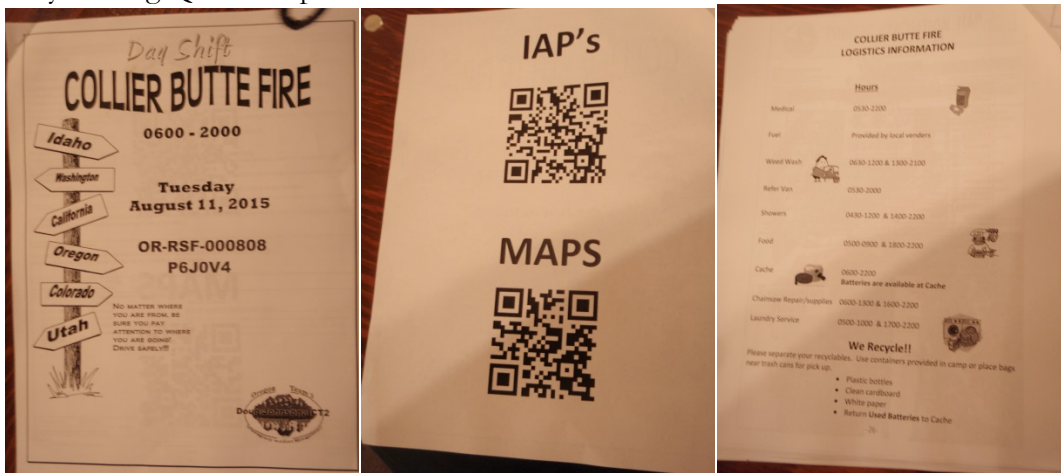 Day Shift
COLLIER BUTTE FIRE
0600 - 2000
Idaho
Washington
California
Oregon
Colorado
Utah
Tuesday
August 11, 2015
OR-RSF-000808
P6J0V4
NO MATTER WHERE
YOU ARE FROM, BE
SURE YOU PAY
ATTENTION TO WHERE
YOU ARE GOING!
DRIVE SAFELY!!!
IAP's
MAPS
COLLIER BUTTE FIRE
LOGISTICS INFORMATION
Hours
Medical 0530-2200
Fuel Provided by local venders
Weed Wash 0630-1200 & 1300-2100
Refer Van 0530-2000
Showers 0430-1200 & 1400-2200
Food 0500-0900 & 1800-2200
Cache 0600-2200
Batteries are available at Cache
Chainsaw Repair/supplies 0600-1300 & 1600-2200
Laundry Service 0500-1000 & 1700-2200
We Recycle!!
Please separate your recyclables. Use containers provided in camp or place bags
near trash cans for pick up.
• Plastic bottles
• Clean cardboard
• White paper
• Return Used Batteries to Cache